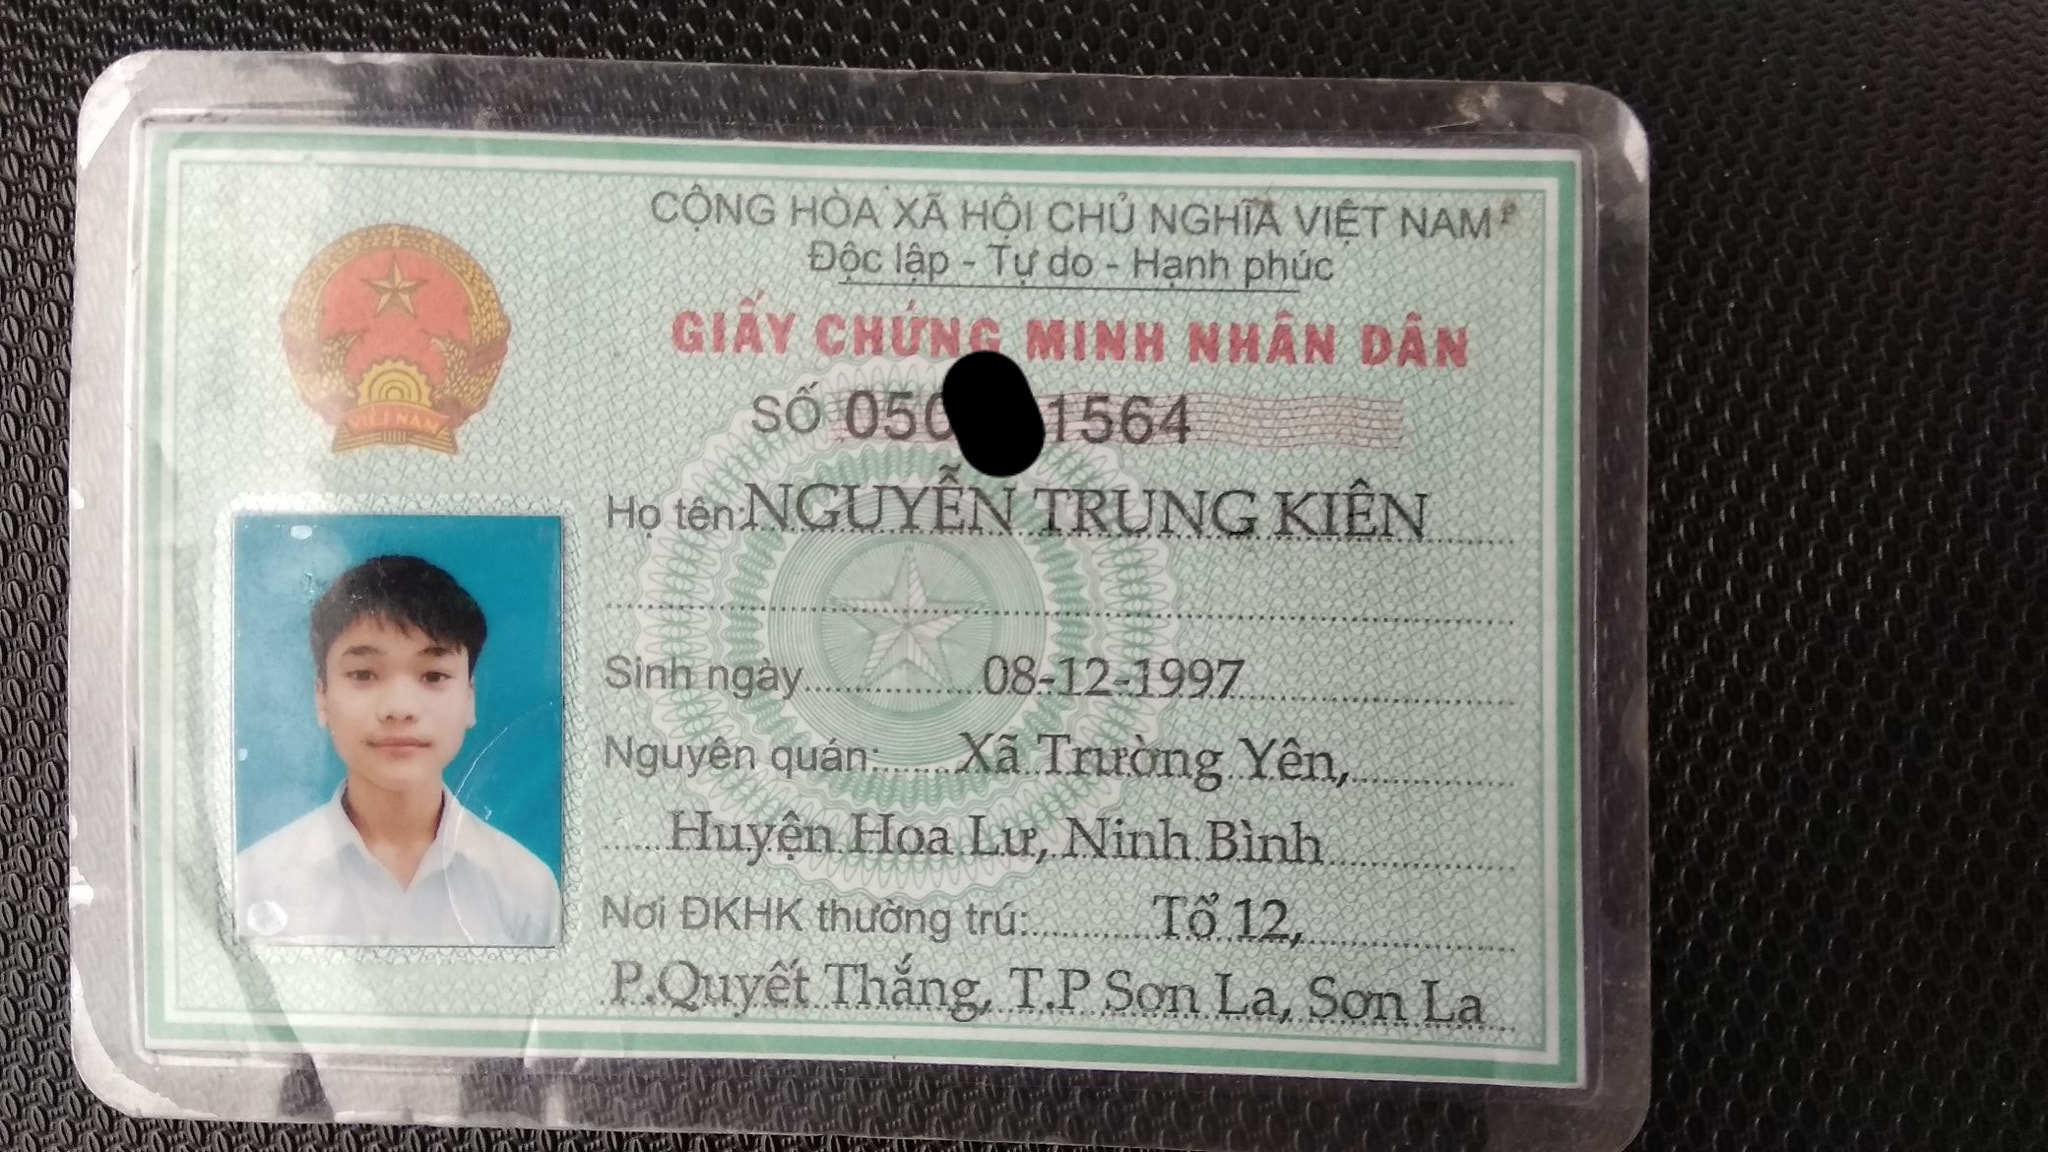 CỘNG HÒA XÃ HỘI CHỦ NGHĨA VIỆT NAM
Độc lập - Tự do - Hạnh phúc
GIẤY CHỨNG MINH NHÂN DÂN
SỐ 050 1564
VIỆT NAM
Họ tên: NGUYỄN TRUNG KIÊN
Sinh ngày 08-12-1997
Nguyên quán: Xã Trường Yên,
Huyện Hoa Lư, Ninh Bình
Nơi ĐKHK thường trú: Tổ 12,
P.Quyết Thắng, T.P Sơn La, Sơn La